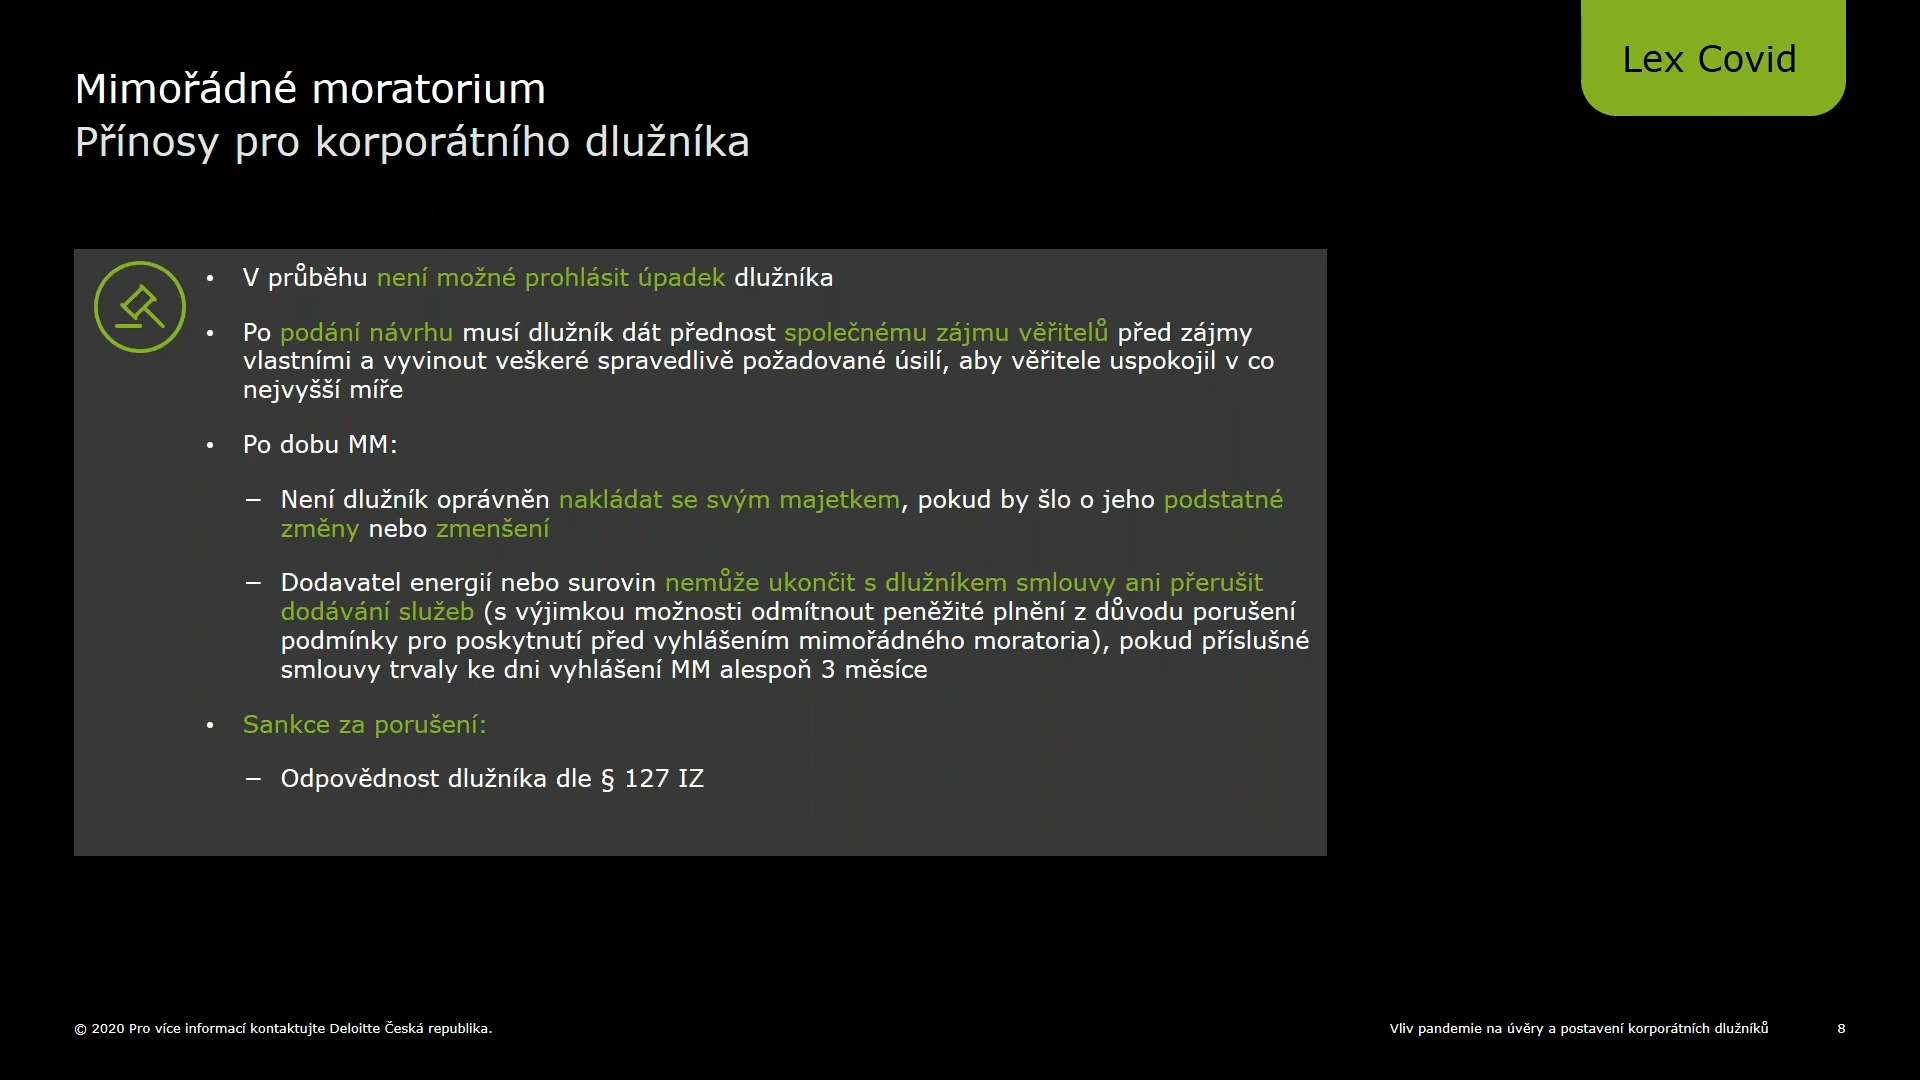 Lex Covid
Mimořádné moratorium
Přínosy pro korporátního dlužníka
• V průběhu není možné prohlásit úpadek dlužníka
• Po podání návrhu musí dlužník dát přednost společnému zájmu věřitelů před zájmy
vlastními a vyvinout veškeré spravedlivě požadované úsilí, aby věřitele uspokojil v co
nejvyšší míře
• Po dobu MM:
− Není dlužník oprávněn nakládat se svým majetkem, pokud by šlo o jeho podstatné
změny nebo zmenšení
− Dodavatel energií nebo surovin nemůže ukončit s dlužníkem smlouvy ani přerušit
dodávání služeb (s výjimkou možnosti odmítnout peněžité plnění z důvodu porušení
podmínky pro poskytnutí před vyhlášením mimořádného moratoria), pokud příslušné
smlouvy trvaly ke dni vyhlášení MM alespoň 3 měsíce
• Sankce za porušení:
− Odpovědnost dlužníka dle § 127 IZ
© 2020 Pro více informací kontaktujte Deloitte Česká republika.
Vliv pandemie na úvěry a postavení korporátních dlužníků 8